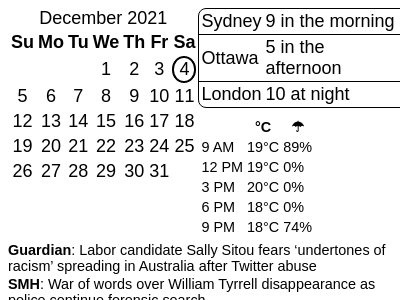 December 2021
Su Mo Tu We Th Fr Sa
1 2 3 4
5 6 7 8 9 10 11
12 13 14 15 16 17 18
19 20 21 22 23 24 25
26 27 28 29 30 31
Sydney 9 in the morning
Ottawa 5 in the
afternoon
London 10 at night
°C ☂
9 AM 19°C 89%
12 PM 19°C 0%
3 PM 20°C 0%
6 PM 18°C 0%
9 PM 18°C 74%
Guardian: Labor candidate Sally Sitou fears ‘undertones of
racism’ spreading in Australia after Twitter abuse
SMH: War of words over William Tyrrell disappearance as
police continue forensic search